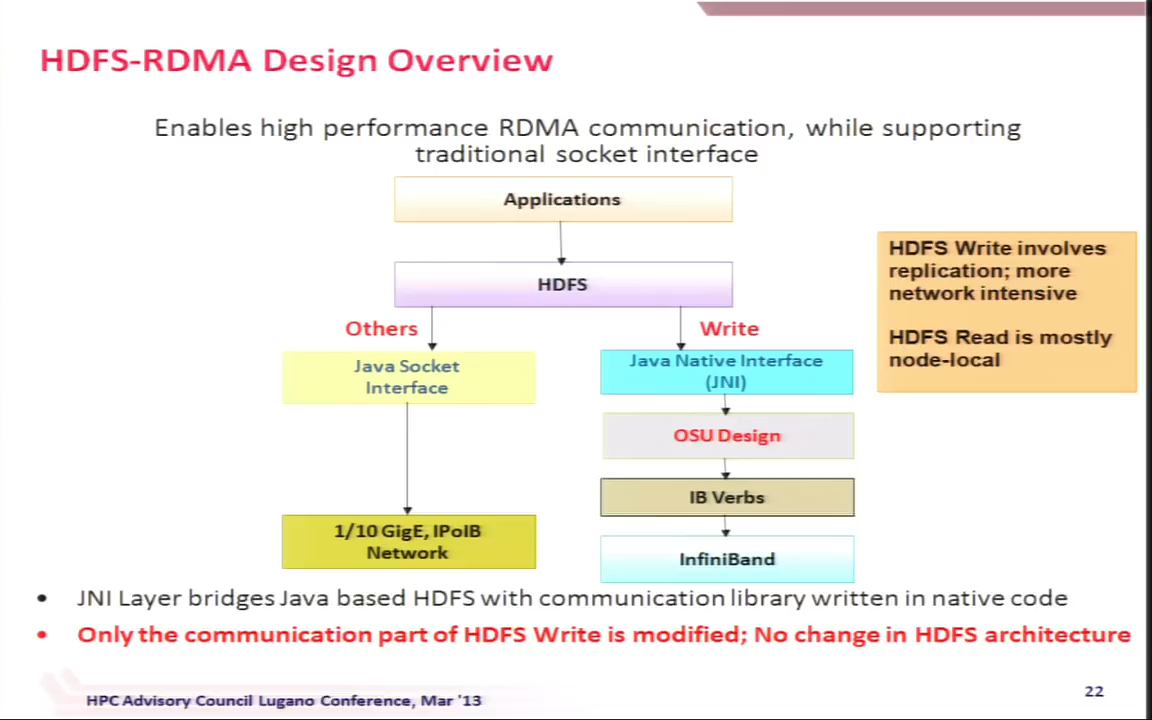 HDFS-RDMA Design Overview
Enables high performance RDMA communication, while supporting
traditional socket interface
Applications
HDFS
Others
Write
Java Socket
Interface
Java Native Interface
(JNI)
OSU Design
IB Verbs
1/10 GigE, IPoIB
Network
InfiniBand
HDFS Write involves
replication; more
network intensive
HDFS Read is mostly
node-local
• JNI Layer bridges Java based HDFS with communication library written in native code
• Only the communication part of HDFS Write is modified; No change in HDFS architecture
HPC Advisory Council Lugano Conference, Mar '13
22